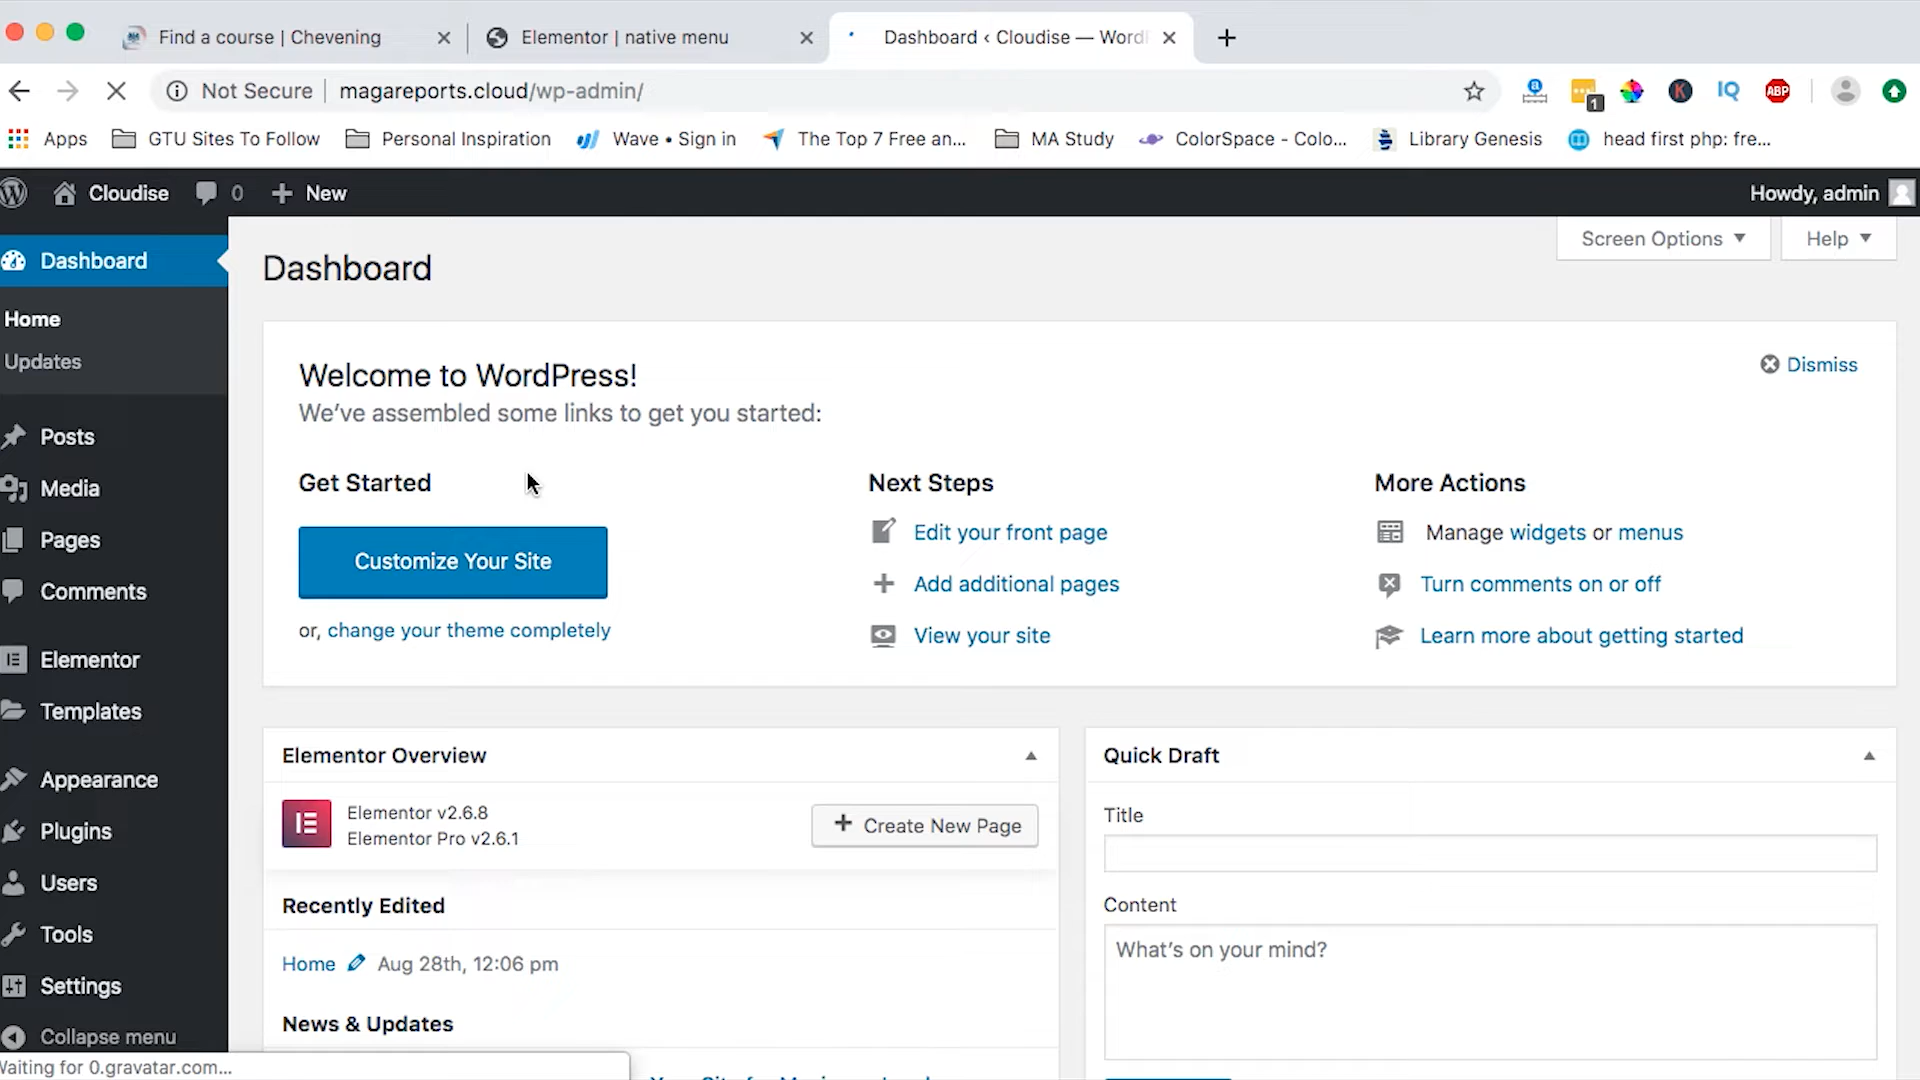 Find a course | Chevening
Elementor | native menu
Dashboard ‹ Cloudise — Word
Not Secure
magareports.cloud/wp-admin/
1
K
IQ
ABP
Apps
GTU Sites To Follow
Personal Inspiration
Wave • Sign in
The Top 7 Free an...
MA Study
ColorSpace - Colo...
Library Genesis
head first php: fre...
Cloudise
0
New
Howdy, admin
Dashboard
Home
Updates
Posts
Media
Pages
Comments
Elementor
Templates
Appearance
Plugins
Users
Tools
Settings
Collapse menu
Waiting for 0.gravatar.com...
Screen Options
Help
Dashboard
Welcome to WordPress!
We’ve assembled some links to get you started:
Dismiss
Get Started
Customize Your Site
or, change your theme completely
Next Steps
Edit your front page
Add additional pages
View your site
More Actions
Manage widgets or menus
Turn comments on or off
Learn more about getting started
Elementor Overview
Elementor v2.6.8
Elementor Pro v2.6.1
Create New Page
Recently Edited
Home
Aug 28th, 12:06 pm
News & Updates
Quick Draft
Title
Content
What’s on your mind?